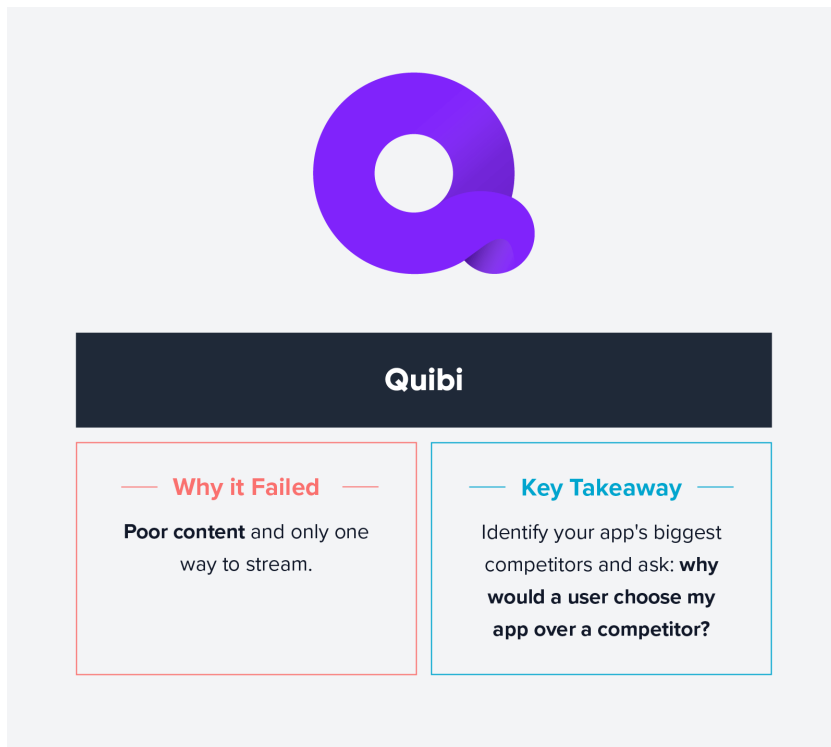 Quibi
Why it Failed
Poor content and only one
way to stream.
Key Takeaway
Identify your app's biggest
competitors and ask: why
would a user choose my
app over a competitor?